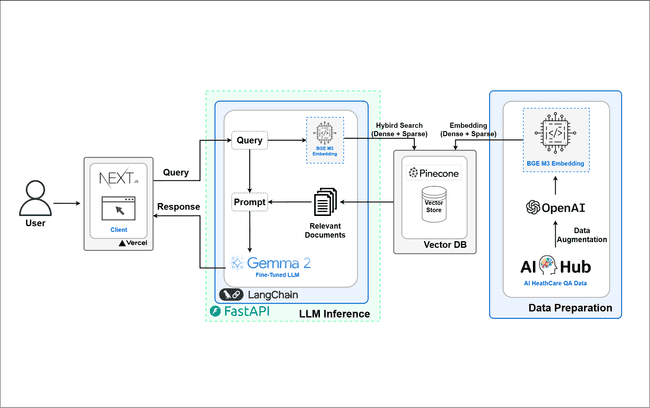 User
NEXT.JS
Client
Vercel
Query
Response
Query
BGE M3
Embedding
Prompt
Relevant
Documents
Gemma 2
Fine-Tuned LLM
LangChain
FastAPI
LLM Inference
Hybird Search
(Dense + Sparse)
Embedding
(Dense + Sparse)
Pinecone
Vector
Store
Vector DB
BGE M3 Embedding
OpenAI
Data
Augmentation
AI Hub
AI HeathCare QA Data
Data Preparation